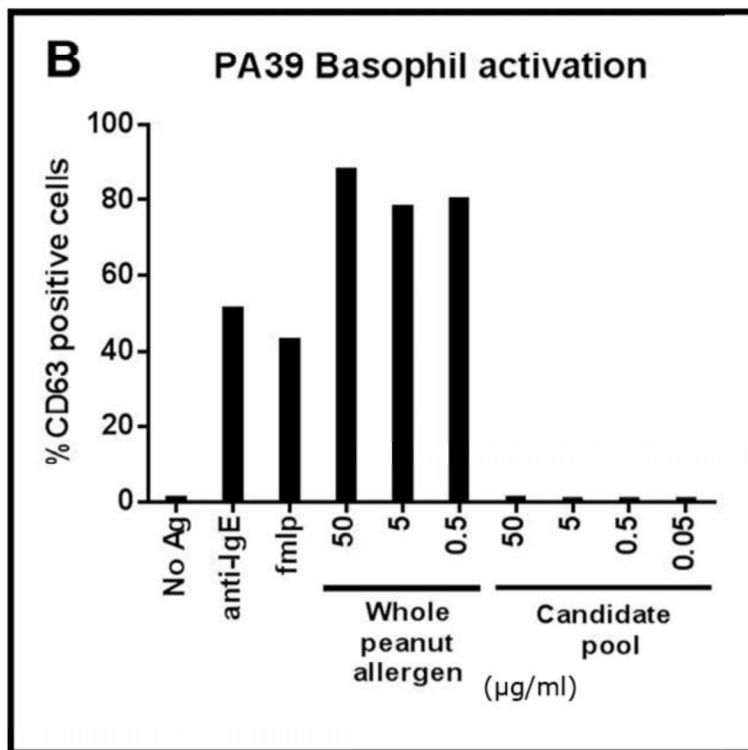 B
PA39 Basophil activation
% CD63 positive cells
100
80
60
40
20
0
No Ag
anti-IgE
fmlp
50
5
0.5
50
5
0.5
0.05
Whole
peanut
allergen
Candidate
pool
(µg/ml)